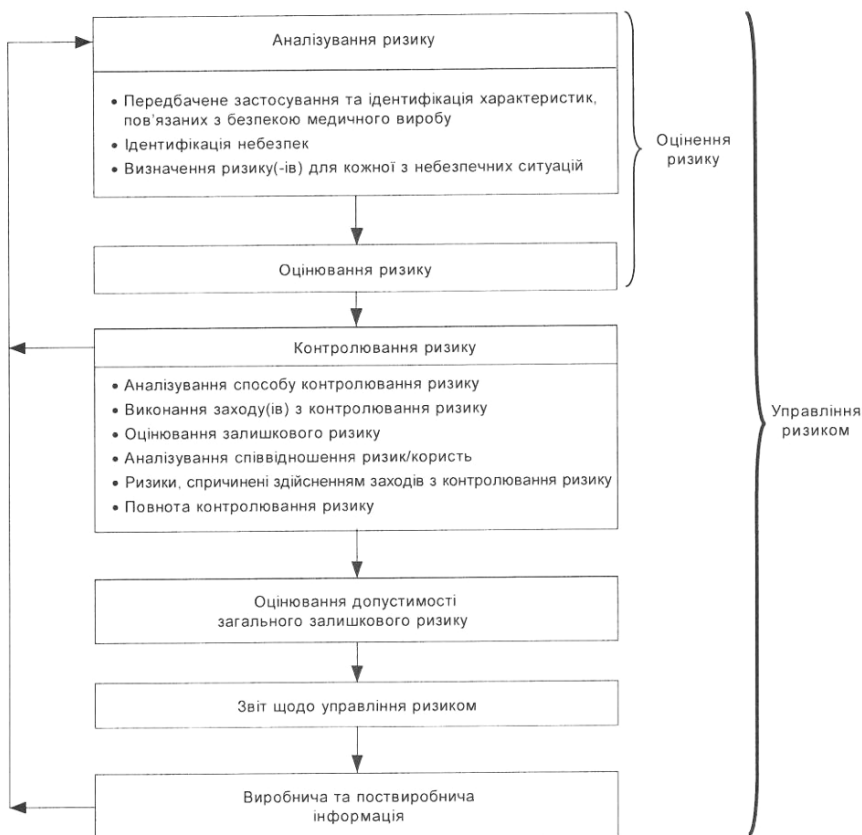 Аналізування ризику
• Передбачене застосування та ідентифікація характеристик,
пов'язаних з безпекою медичного виробу
• Ідентифікація небезпек
• Визначення ризику(-ів) для кожної з небезпечних ситуацій
Оцінення
ризику
Оцінювання ризику
Контролювання ризику
• Аналізування способу контролювання ризику
• Виконання заходу(ів) з контролювання ризику
• Оцінювання залишкового ризику
• Аналізування співвідношення ризик/користь
• Ризики, спричинені здійсненням заходів з контролювання ризику
• Повнота контролювання ризику
Управління
ризиком
Оцінювання допустимості
загального залишкового ризику
Звіт щодо управління ризиком
Виробнича та поствиробнича
інформація